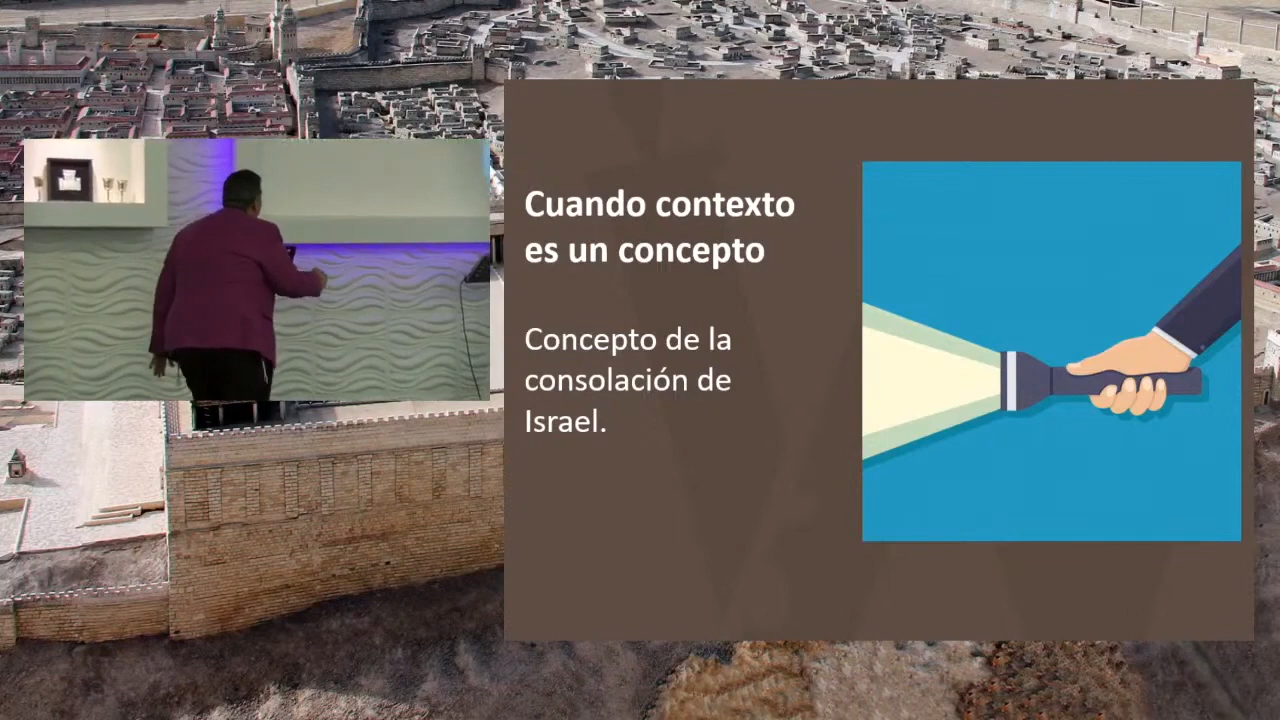 Cuando contexto
es un concepto
Concepto de la
consolación de
Israel.